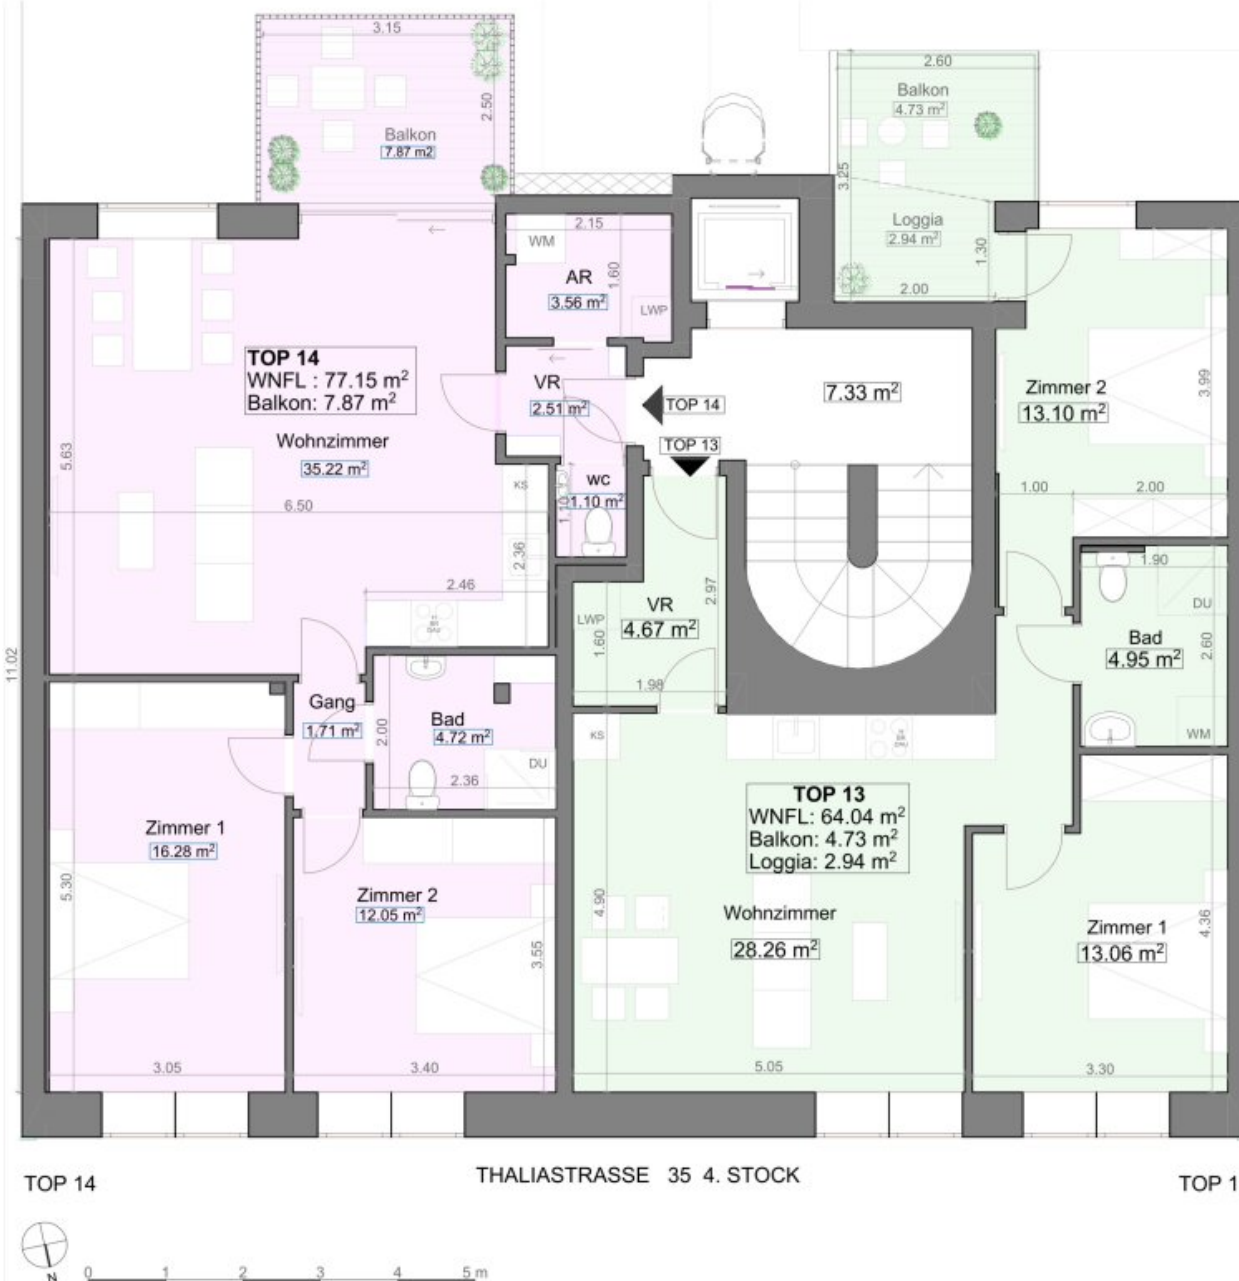 3.15
2.50
Balkon
7.87 m2
2.60
Balkon
4.73 m²
3.25
Loggia
2.94 m²
1.30
2.00
WM
2.15
AR
1.60
3.56 m²
LWP
TOP 14
WNFL : 77.15 m²
Balkon: 7.87 m²
VR
2.51 m²
TOP 14
TOP 13
7.33 m²
Zimmer 2
13.10 m²
3.99
5.63
Wohnzimmer
35.22 m²
6.50
KS
wc
1.10 m²
1.10
2.36
2.46
1.00
2.00
1.90
DU
Bad
4.95 m²
2.60
WM
LWP
VR
4.67 m²
2.97
1.60
1.98
11.02
Gang
1.71 m²
2.00
Bad
4.72 m²
DU
2.36
KS
TOP 13
WNFL: 64.04 m²
Balkon: 4.73 m²
Loggia: 2.94 m²
Zimmer 1
16.28 m²
5.30
Zimmer 2
12.05 m²
3.55
4.90
Wohnzimmer
28.26 m²
Zimmer 1
13.06 m²
4.36
3.05
3.40
5.05
3.30
TOP 14
THALIASTRASSE 35 4. STOCK
TOP 1
N
0 1 2 3 4 5 m